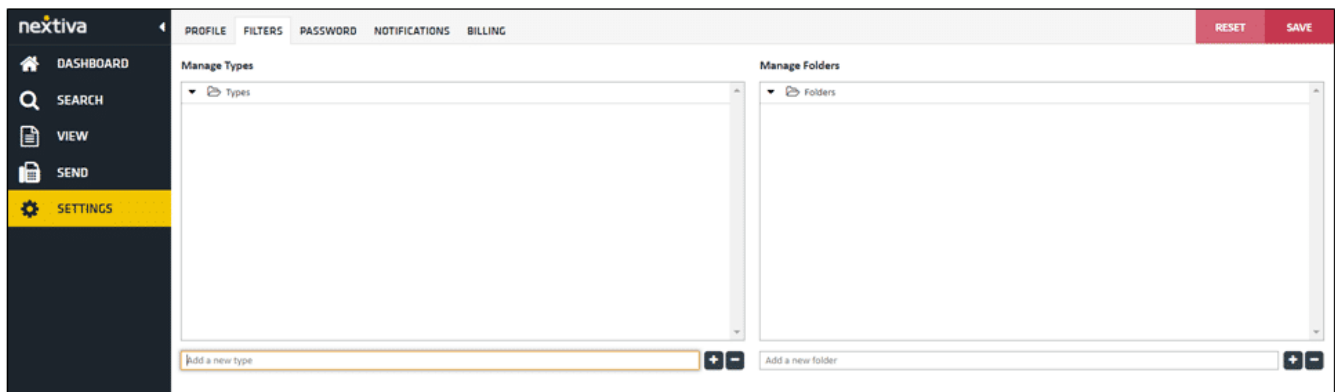 nextiva
PROFILE FILTERS PASSWORD NOTIFICATIONS BILLING
RESET SAVE
DASHBOARD
SEARCH
VIEW
SEND
SETTINGS
Manage Types
Types
Add a new type
Manage Folders
Folders
Add a new folder